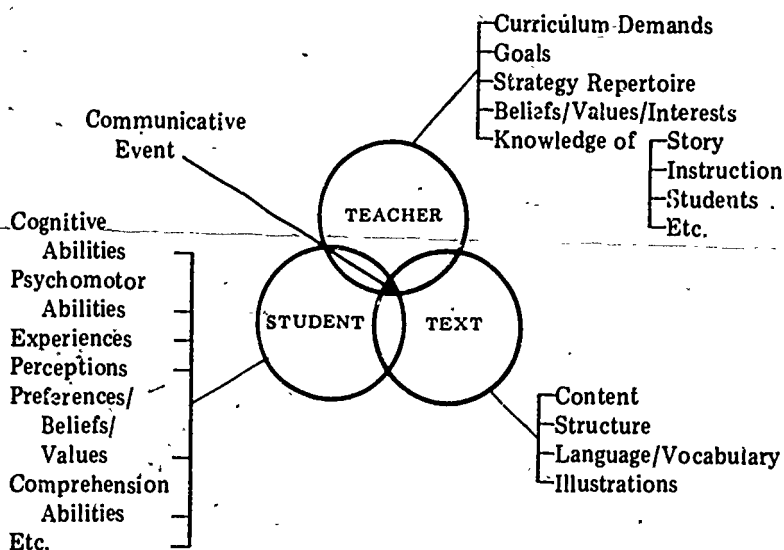 Curriculum Demands
Goals
Strategy Repertoire
Beliefs/Values/Interests
Knowledge of
Story
Instruction
Students
Etc.
Communicative
Event
TEACHER
Cognitive
Abilities
Psychomotor
Abilities
Experiences
Perceptions
Preferences/
Beliefs/
Values
Comprehension
Abilities
Etc.
STUDENT
TEXT
Content
Structure
Language/Vocabulary
Illustrations